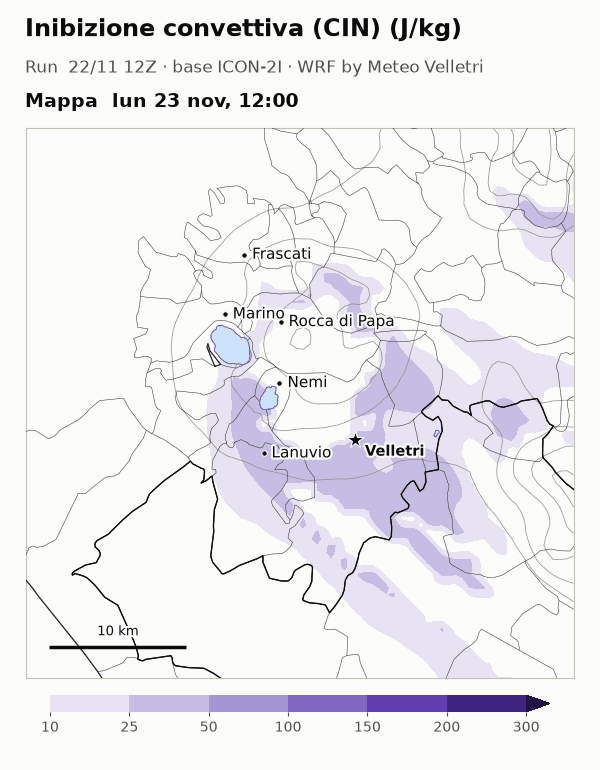 Inibizione convettiva (CIN) (J/kg)
Run  22/11 12Z · base ICON-2I · WRF by Meteo Velletri
Mappa  lun 23 nov, 12:00
Frascati
Marino
Rocca di Papa
Nemi
Velletri
Lanuvio
10 km
10 25 50 100 150 200 300